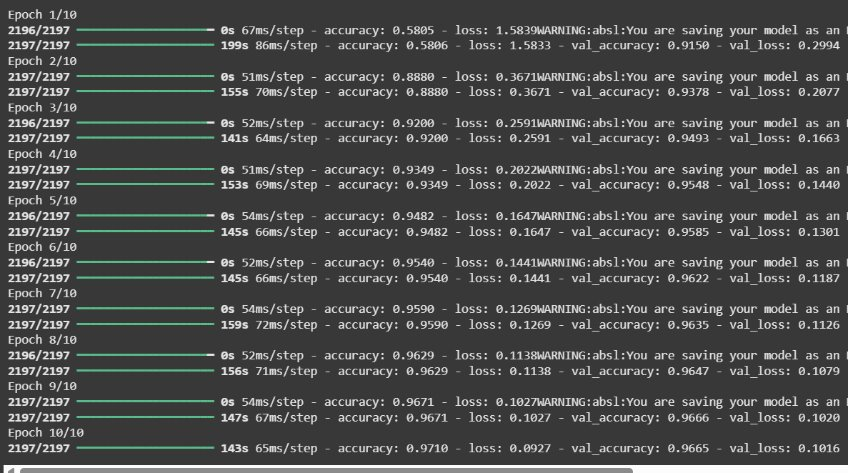 Epoch 1/10
2196/2197 0s 67ms/step - accuracy: 0.5805 - loss: 1.5839WARNING:absl:You are saving your model as an
2197/2197 199s 86ms/step - accuracy: 0.5806 - loss: 1.5833 - val_accuracy: 0.9150 - val_loss: 0.2994
Epoch 2/10
2197/2197 0s 51ms/step - accuracy: 0.8880 - loss: 0.3671WARNING:absl:You are saving your model as an
2197/2197 155s 70ms/step - accuracy: 0.8880 - loss: 0.3671 - val_accuracy: 0.9378 - val_loss: 0.2077
Epoch 3/10
2196/2197 0s 52ms/step - accuracy: 0.9200 - loss: 0.2591WARNING:absl:You are saving your model as an
2197/2197 141s 64ms/step - accuracy: 0.9200 - loss: 0.2591 - val_accuracy: 0.9493 - val_loss: 0.1663
Epoch 4/10
2197/2197 0s 51ms/step - accuracy: 0.9349 - loss: 0.2022WARNING:absl:You are saving your model as an
2197/2197 153s 69ms/step - accuracy: 0.9349 - loss: 0.2022 - val_accuracy: 0.9548 - val_loss: 0.1440
Epoch 5/10
2196/2197 0s 54ms/step - accuracy: 0.9482 - loss: 0.1647WARNING:absl:You are saving your model as an
2197/2197 145s 66ms/step - accuracy: 0.9482 - loss: 0.1647 - val_accuracy: 0.9585 - val_loss: 0.1301
Epoch 6/10
2196/2197 0s 52ms/step - accuracy: 0.9540 - loss: 0.1441WARNING:absl:You are saving your model as an
2197/2197 145s 66ms/step - accuracy: 0.9540 - loss: 0.1441 - val_accuracy: 0.9622 - val_loss: 0.1187
Epoch 7/10
2197/2197 0s 54ms/step - accuracy: 0.9590 - loss: 0.1269WARNING:absl:You are saving your model as an
2197/2197 159s 72ms/step - accuracy: 0.9590 - loss: 0.1269 - val_accuracy: 0.9635 - val_loss: 0.1126
Epoch 8/10
2196/2197 0s 52ms/step - accuracy: 0.9629 - loss: 0.1138WARNING:absl:You are saving your model as an
2197/2197 156s 71ms/step - accuracy: 0.9629 - loss: 0.1138 - val_accuracy: 0.9647 - val_loss: 0.1079
Epoch 9/10
2197/2197 0s 54ms/step - accuracy: 0.9671 - loss: 0.1027WARNING:absl:You are saving your model as an
2197/2197 147s 67ms/step - accuracy: 0.9671 - loss: 0.1027 - val_accuracy: 0.9666 - val_loss: 0.1020
Epoch 10/10
2197/2197 143s 65ms/step - accuracy: 0.9710 - loss: 0.0927 - val_accuracy: 0.9665 - val_loss: 0.1016